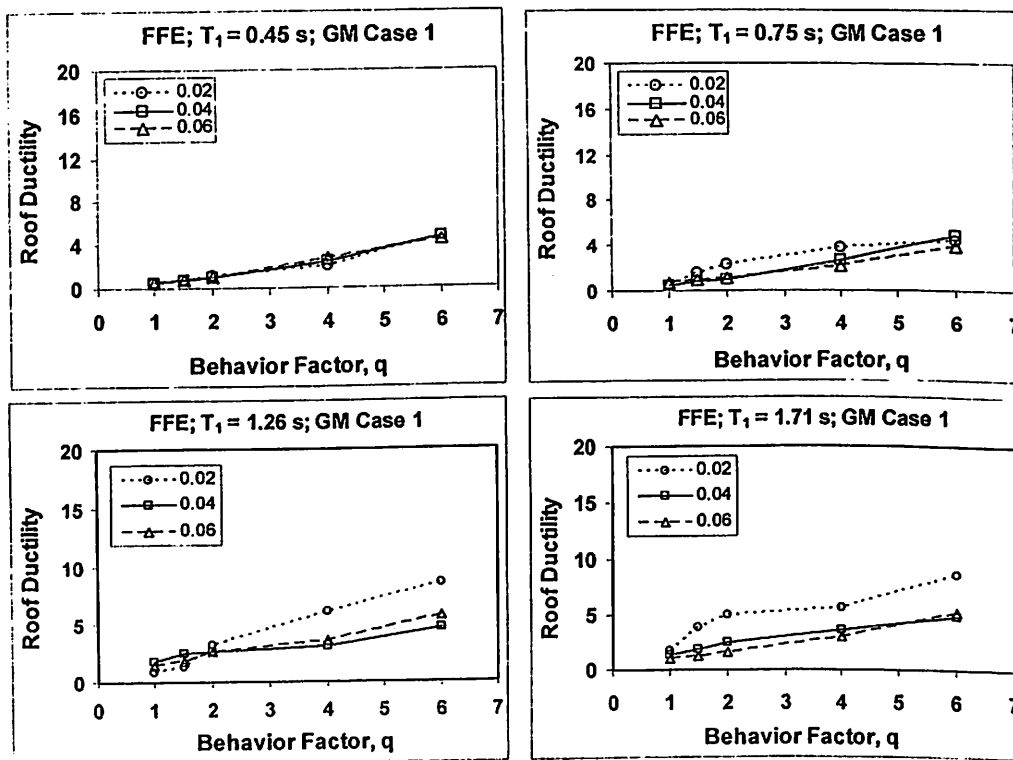 FFE; T1 = 0.45 s; GM Case 1
Roof Ductility
20
16
12
8
4
0
0.02
0.04
0.06
0 1 2 3 4 5 6 7
Behavior Factor, q
FFE; T1 = 0.75 s; GM Case 1
Roof Ductility
20
16
12
8
4
0
0.02
0.04
0.06
0 1 2 3 4 5 6 7
Behavior Factor, q
FFE; T1 = 1.26 s; GM Case 1
Roof Ductility
20
15
10
5
0
0.02
0.04
0.06
0 1 2 3 4 5 6 7
Behavior Factor, q
FFE; T1 = 1.71 s; GM Case 1
Roof Ductility
20
15
10
5
0
0.02
0.04
0.06
0 1 2 3 4 5 6 7
Behavior Factor, q